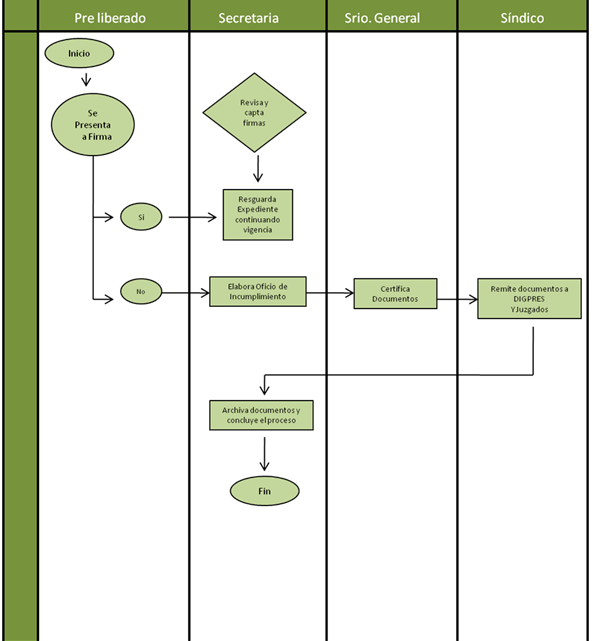 Pre liberado
Secretaria
Srio. General
Síndico
Inicio
Se
Presenta
a Firma
Revisa y
capta
firmas
Si
Resguarda
Expediente
continuando
vigencia
No
Elabora Oficio de
Incumplimiento
Certifica
Documentos
Remite documentos a
DIGPRES
Y Juzgados
Archiva documentos y
concluye el proceso
Fin